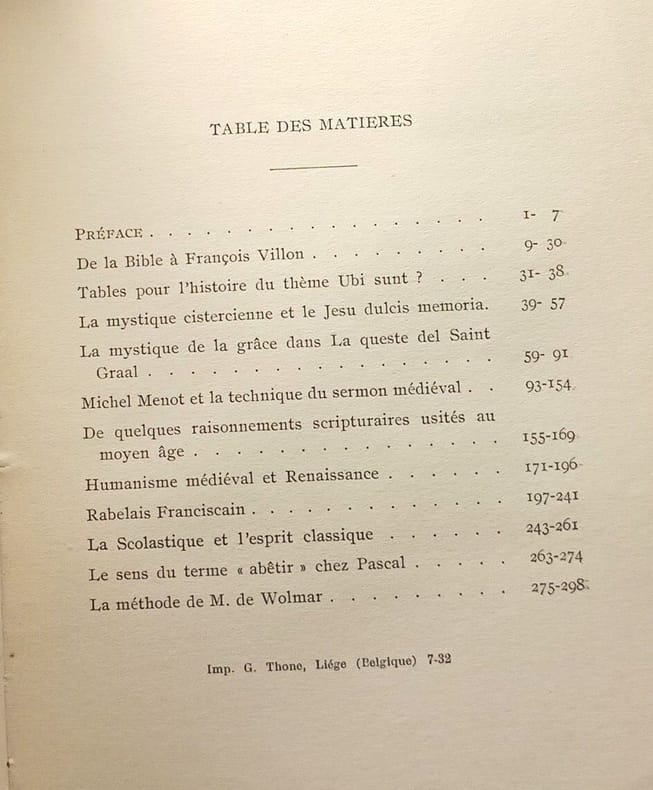 TABLE DES MATIERES
PRÉFACE . . . . . . . . . . . . . . . . . 1- 7
De la Bible à François Villon . . . . . . . . . 9- 30
Tables pour l'histoire du thème Ubi sunt ? . . . 31- 38
La mystique cistercienne et le Jesu dulcis memoria. 39- 57
La mystique de la grâce dans La queste del Saint
Graal . . . . . . . . . . . . . . . . 59- 91
Michel Menot et la technique du sermon médiéval . . 93-154
De quelques raisonnements scripturaires usités au
moyen âge . . . . . . . . . . . . . . 155-169
Humanisme médiéval et Renaissance . . . . . . 171-196
Rabelais Franciscain . . . . . . . . . . . . 197-241
La Scolastique et l'esprit classique . . . . . . 243-261
Le sens du terme « abêtir » chez Pascal . . . . . 263-274
La méthode de M. de Wolmar . . . . . . . . . 275-298
Imp. G. Thone, Liége (Belgique) 7-32